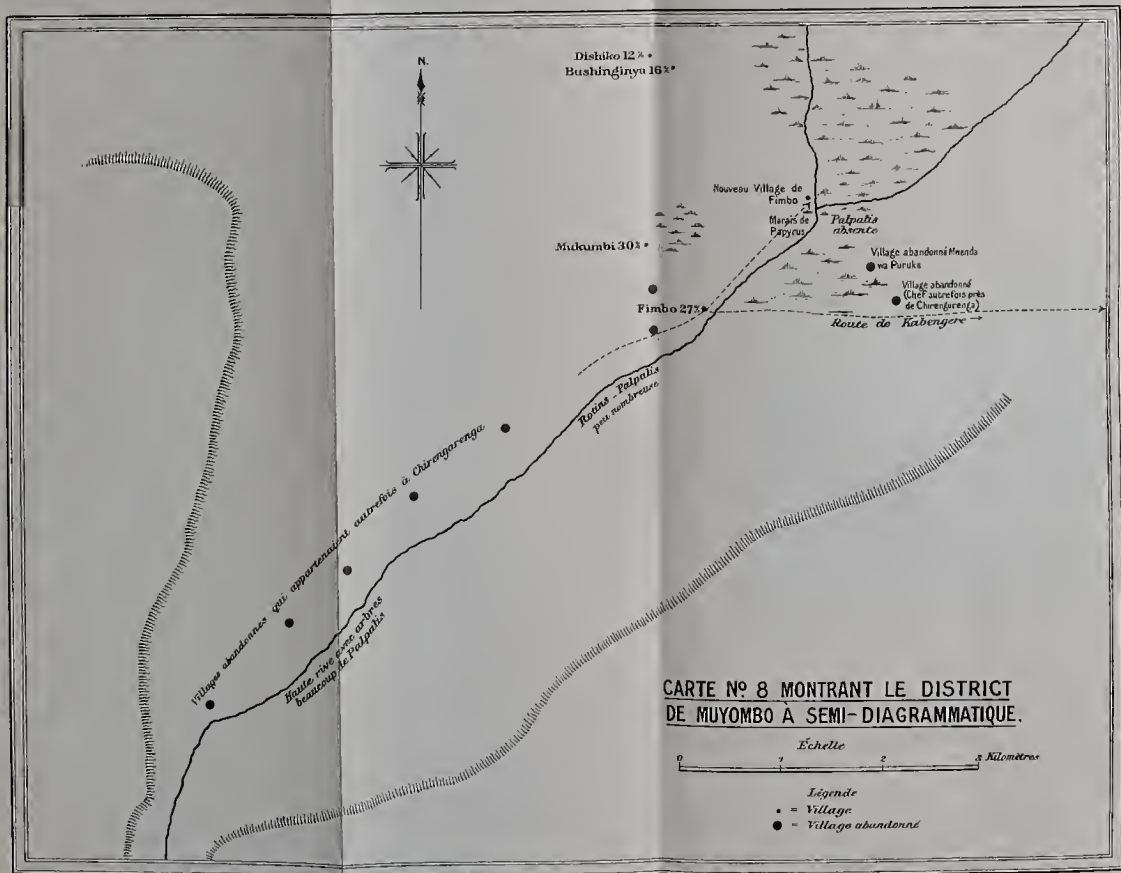 N.
Dishiko 12%
Bushinginyu 16%
Nouveau Village de
Fimbo
Marais de
Papyrus
Palpalis
absente
Mukumbi 30%
Village abandonné Mwenda
wa Puruke
Village abandonné
(Chef autrefois près
de Chirengurenga)
Fimbo 27%
Route de Kabengere
Rotins - Palpalis
peu nombreuse
Villages abandonnes qui appartenaient autrefois à Chirengarenga
Haute rive avec arbres
beaucoup de Palpalis
CARTE Nº 8 MONTRANT LE DISTRICT
DE MUYOMBO À SEMI-DIAGRAMMATIQUE.
Échelle
0 1 2 3 Kilomètres
Légende
• = Village
● = Village abandonné